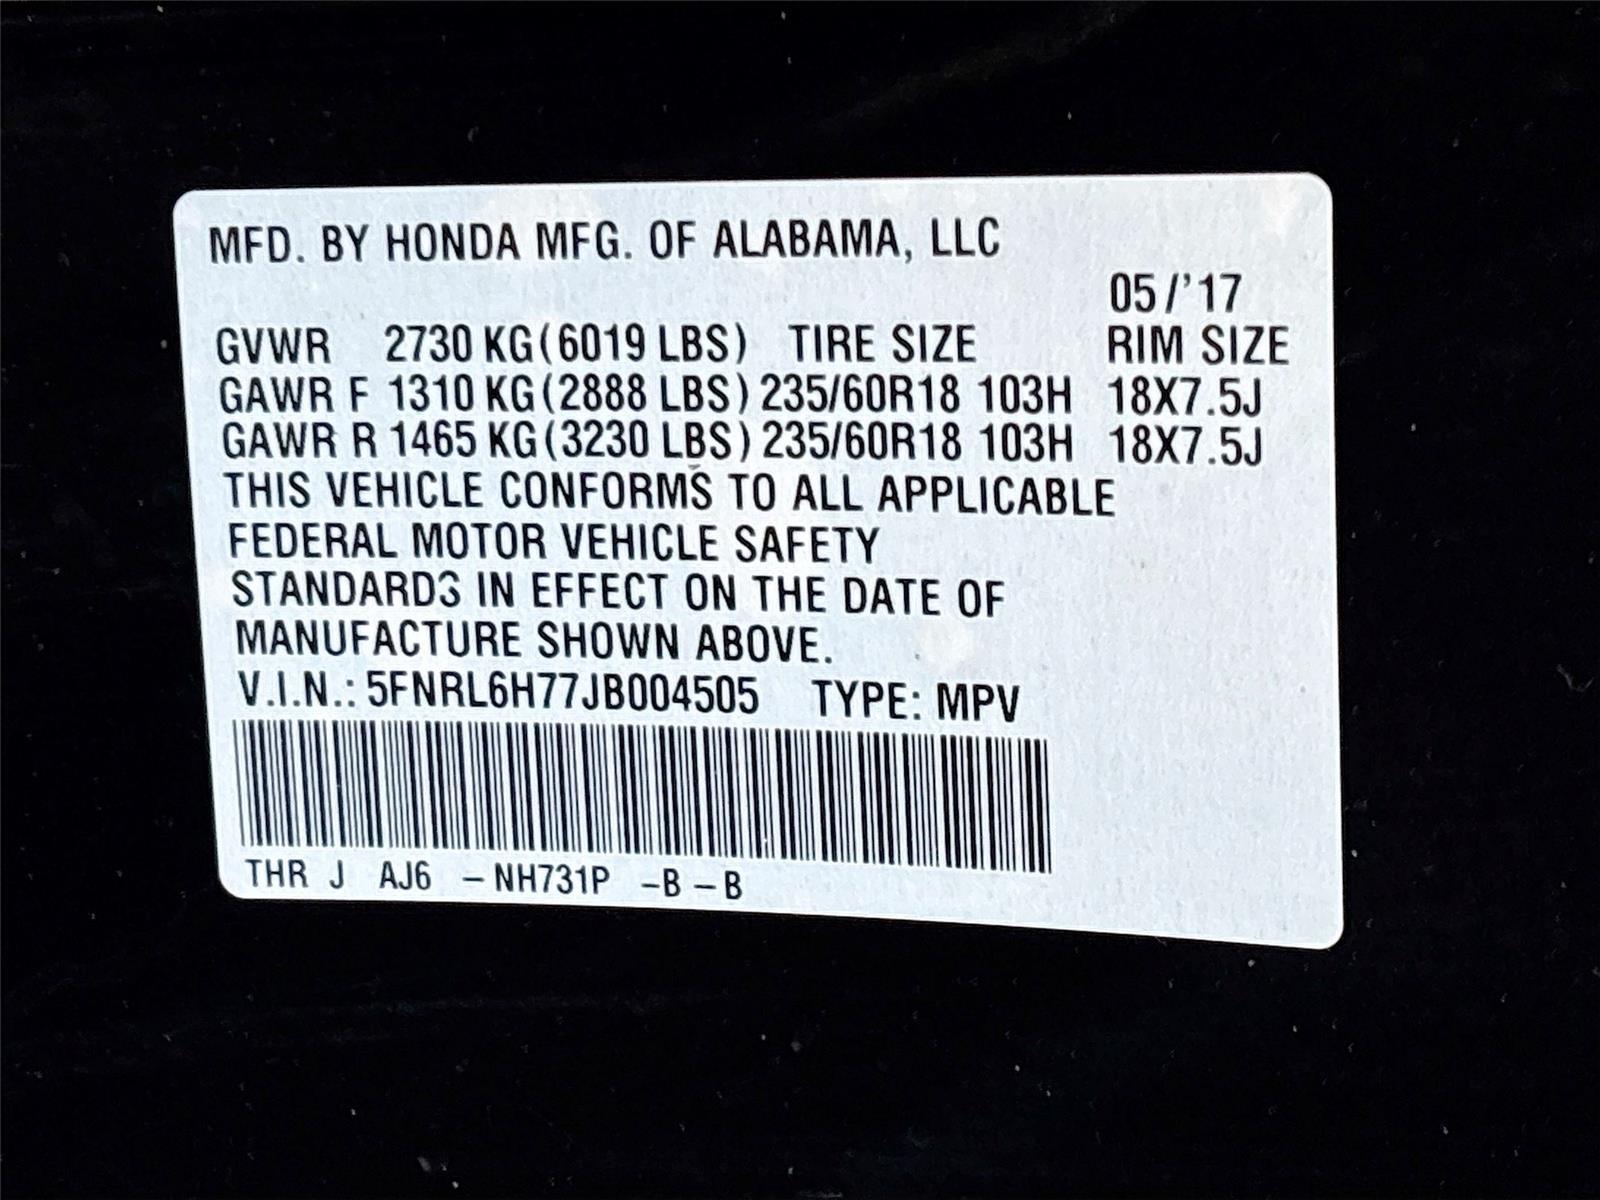 MFD. BY HONDA MFG. OF ALABAMA, LLC
05/'17
GVWR 2730 KG(6019 LBS) TIRE SIZE RIM SIZE
GAWR F 1310 KG(2888 LBS) 235/60R18 103H 18X7.5J
GAWR R 1465 KG(3230 LBS) 235/60R18 103H 18X7.5J
THIS VEHICLE CONFORMS TO ALL APPLICABLE
FEDERAL MOTOR VEHICLE SAFETY
STANDARDS IN EFFECT ON THE DATE OF
MANUFACTURE SHOWN ABOVE.
V.I.N.: 5FNRL6H77JB004505 TYPE: MPV
THR J AJ6 -NH731P -B-B